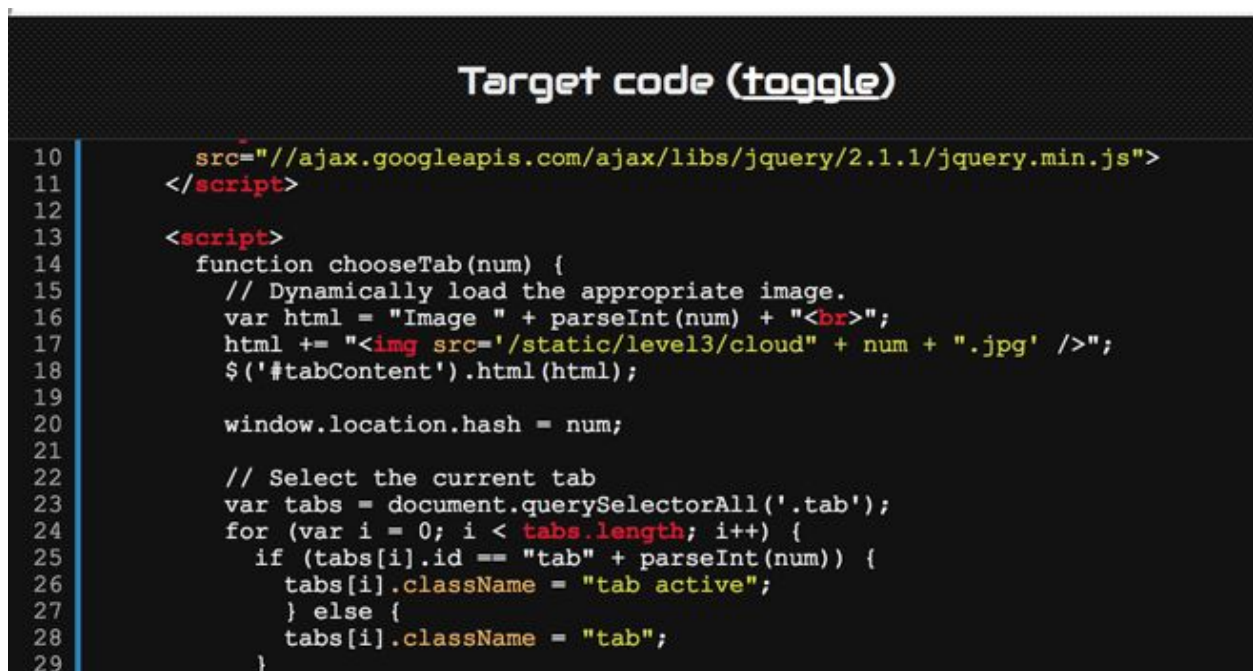 Target code (toggle)
10 src="//ajax.googleapis.com/ajax/libs/jquery/2.1.1/jquery.min.js">
11 </script>
12
13 <script>
14 function chooseTab(num) {
15 // Dynamically load the appropriate image.
16 var html = "Image " + parseInt(num) + "<br>";
17 html += "<img src='/static/level3/cloud" + num + ".jpg' />";
18 $('#tabContent').html(html);
19
20 window.location.hash = num;
21
22 // Select the current tab
23 var tabs = document.querySelectorAll('.tab');
24 for (var i = 0; i < tabs.length; i++) {
25 if (tabs[i].id == "tab" + parseInt(num)) {
26 tabs[i].className = "tab active";
27 } else {
28 tabs[i].className = "tab";
29 }